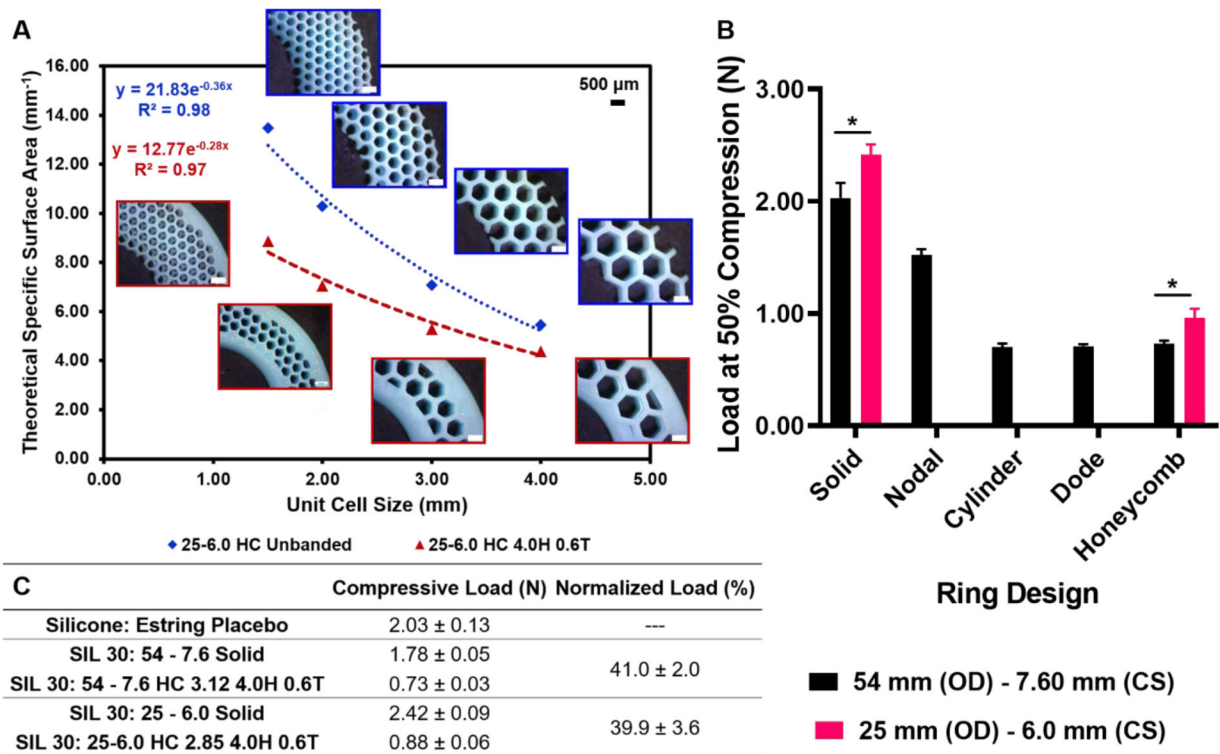 A
16.00
14.00
12.00
10.00
8.00
6.00
4.00
2.00
0.00
Theoretical Specific Surface Area (mm⁻¹)
y = 21.83e⁻⁰·³⁶ˣ
R² = 0.98
y = 12.77e⁻⁰·²⁸ˣ
R² = 0.97
500 µm
0.00 1.00 2.00 3.00 4.00 5.00
Unit Cell Size (mm)
25-6.0 HC Unbanded 25-6.0 HC 4.0H 0.6T
B
Load at 50% Compression (N)
3.00
2.00
1.00
0.00
*
*
Solid
Nodal
Cylinder
Dode
Honeycomb
Ring Design
54 mm (OD) - 7.60 mm (CS)
25 mm (OD) - 6.0 mm (CS)
C Compressive Load (N) Normalized Load (%)
Silicone: Estring Placebo 2.03 ± 0.13 ---
SIL 30: 54 - 7.6 Solid 1.78 ± 0.05
41.0 ± 2.0
SIL 30: 54 - 7.6 HC 3.12 4.0H 0.6T 0.73 ± 0.03
SIL 30: 25 - 6.0 Solid 2.42 ± 0.09
39.9 ± 3.6
SIL 30: 25-6.0 HC 2.85 4.0H 0.6T 0.88 ± 0.06